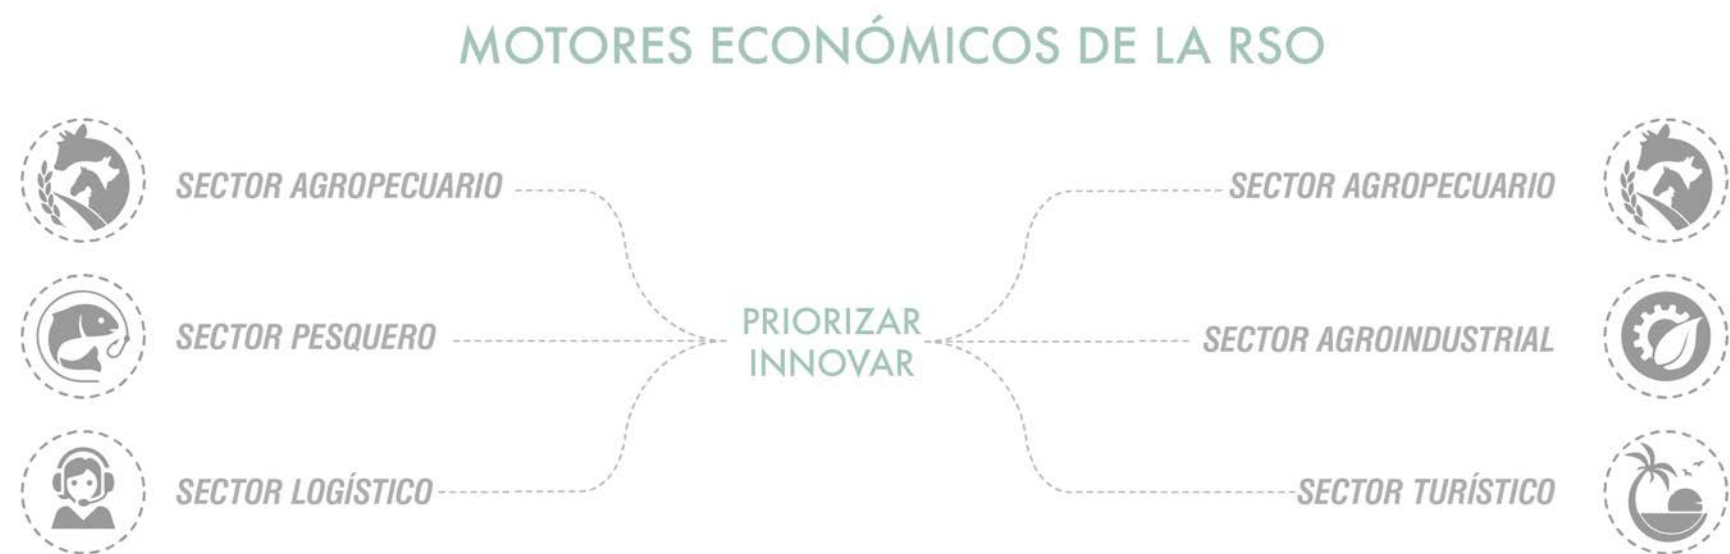 MOTORES ECONÓMICOS DE LA RSO
SECTOR AGROPECUARIO
SECTOR PESQUERO
SECTOR LOGÍSTICO
PRIORIZAR
INNOVAR
SECTOR AGROPECUARIO
SECTOR AGROINDUSTRIAL
SECTOR TURÍSTICO